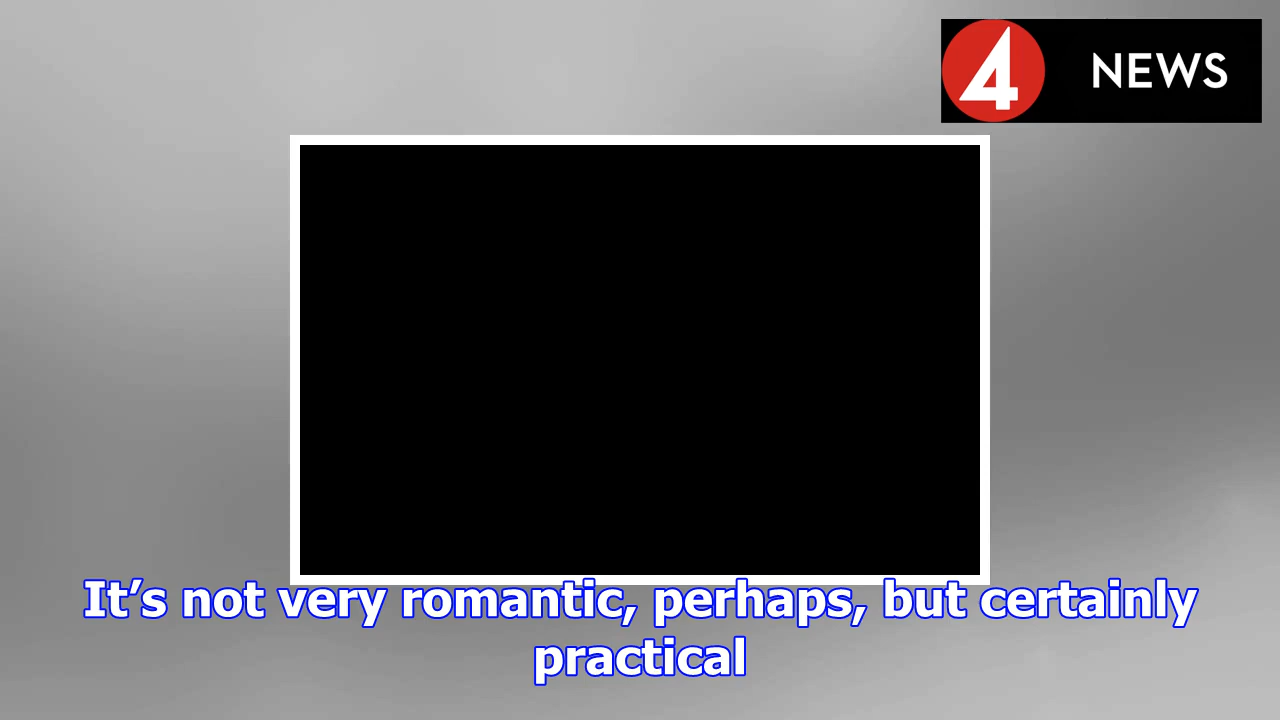 4 NEWS
It’s not very romantic, perhaps, but certainly
practical